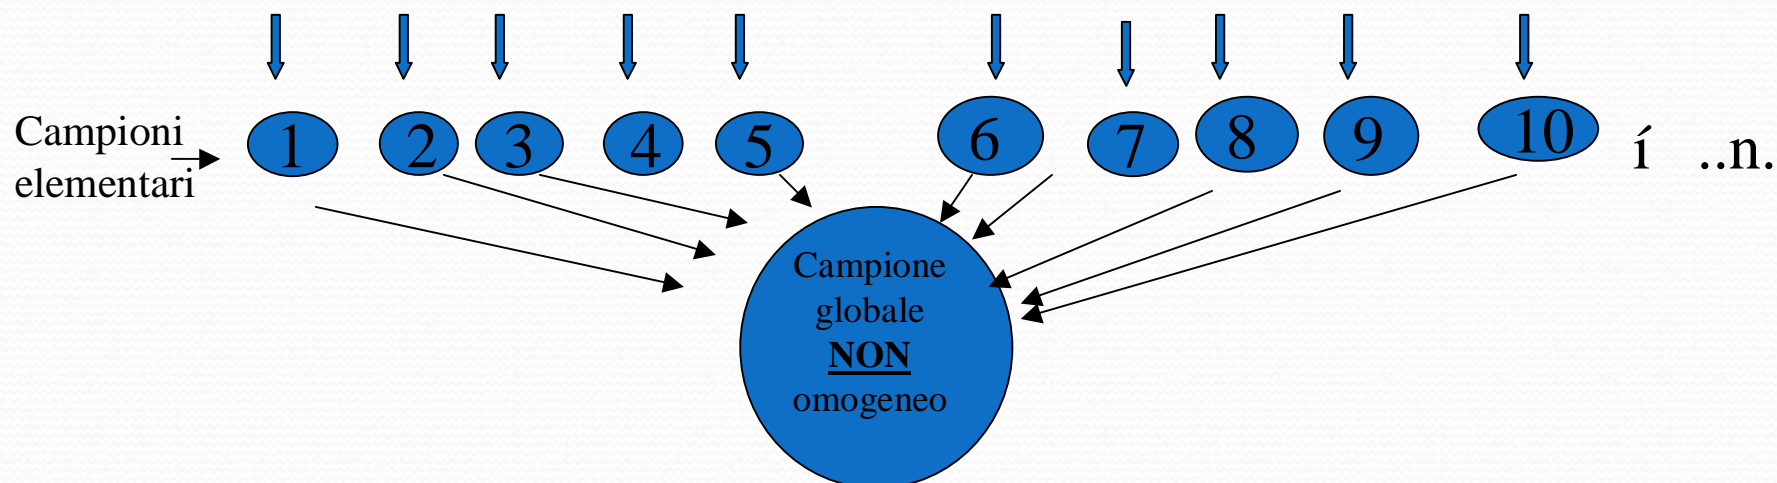 Campioni
elementari
1 2 3 4 5 6 7 8 9 10 í ..n.
Campione
globale
NON
omogeneo